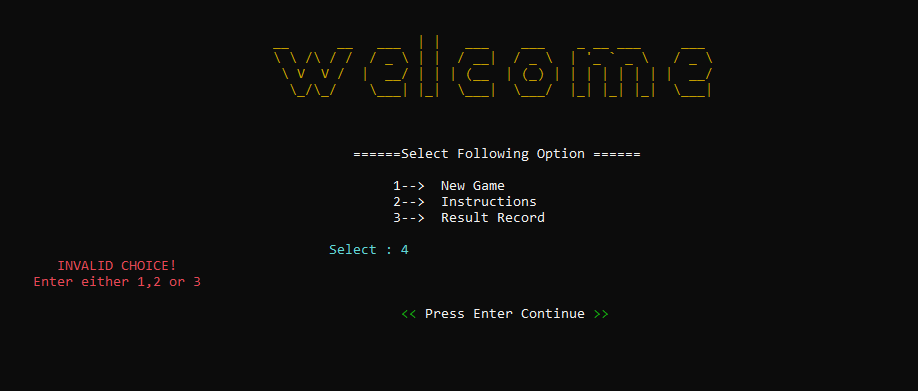 welcome
======Select Following Option ======
1--> New Game
2--> Instructions
3--> Result Record
Select : 4
INVALID CHOICE!
Enter either 1,2 or 3
<< Press Enter Continue >>